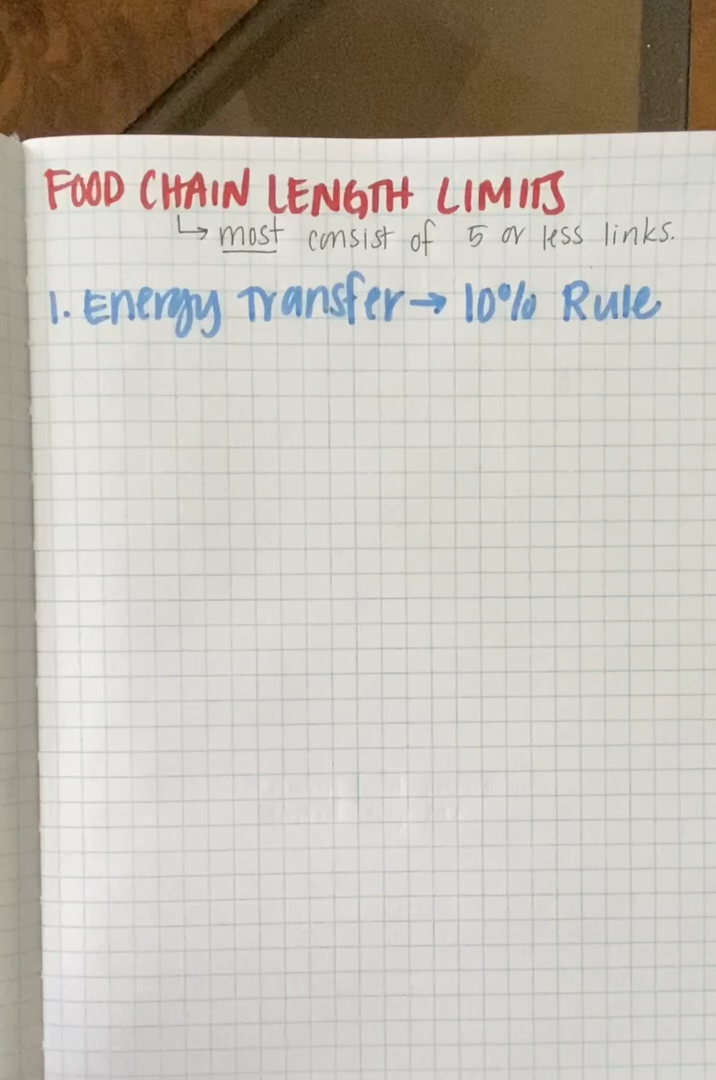 FOOD CHAIN LENGTH LIMITS
↳ most consist of 5 or less links.
1. Energy Transfer → 10% Rule